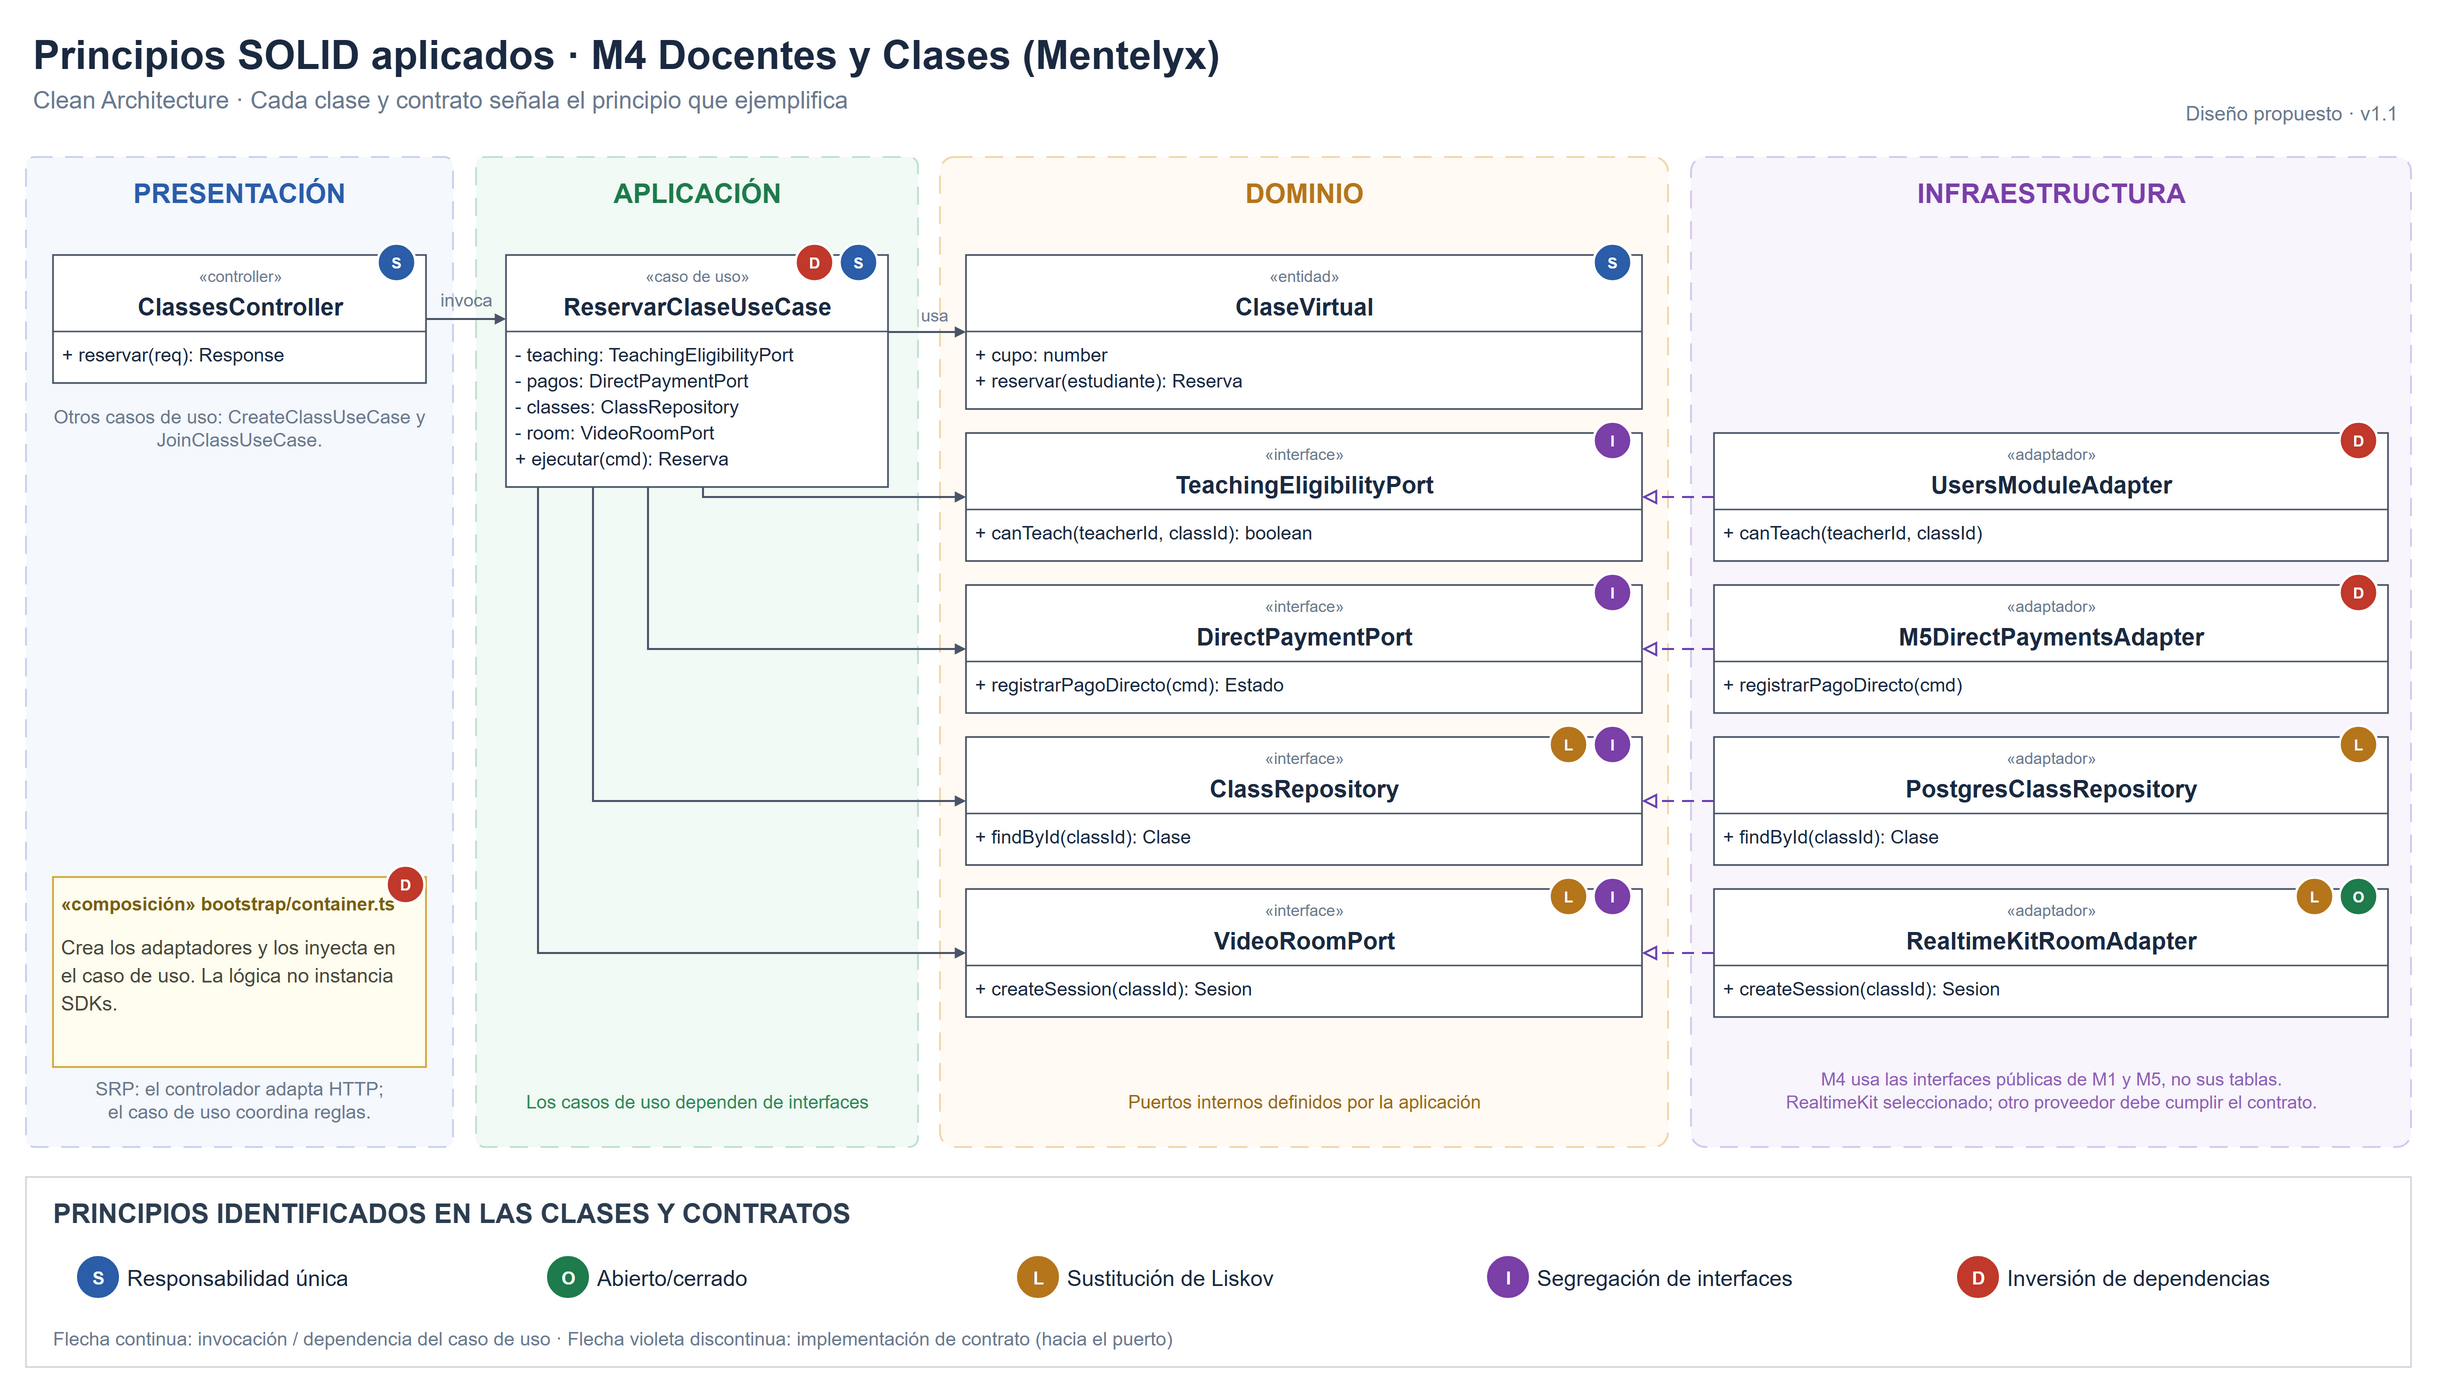 Principios SOLID aplicados · M4 Docentes y Clases (Mentelyx)
Clean Architecture · Cada clase y contrato señala el principio que ejemplifica
Diseño propuesto · v1.1
PRESENTACIÓN
S
«controller»
ClassesController
+ reservar(req): Response
Otros casos de uso: CreateClassUseCase y
JoinClassUseCase.
D
«composición» bootstrap/container.ts
Crea los adaptadores y los inyecta en
el caso de uso. La lógica no instancia
SDKs.
SRP: el controlador adapta HTTP;
el caso de uso coordina reglas.
invoca
APLICACIÓN
D S
«caso de uso»
ReservarClaseUseCase
- teaching: TeachingEligibilityPort
- pagos: DirectPaymentPort
- classes: ClassRepository
- room: VideoRoomPort
+ ejecutar(cmd): Reserva
Los casos de uso dependen de interfaces
usa
DOMINIO
S
«entidad»
ClaseVirtual
+ cupo: number
+ reservar(estudiante): Reserva
I
«interface»
TeachingEligibilityPort
+ canTeach(teacherId, classId): boolean
I
«interface»
DirectPaymentPort
+ registrarPagoDirecto(cmd): Estado
L I
«interface»
ClassRepository
+ findById(classId): Clase
L I
«interface»
VideoRoomPort
+ createSession(classId): Sesion
Puertos internos definidos por la aplicación
INFRAESTRUCTURA
D
«adaptador»
UsersModuleAdapter
+ canTeach(teacherId, classId)
D
«adaptador»
M5DirectPaymentsAdapter
+ registrarPagoDirecto(cmd)
L
«adaptador»
PostgresClassRepository
+ findById(classId): Clase
L O
«adaptador»
RealtimeKitRoomAdapter
+ createSession(classId): Sesion
M4 usa las interfaces públicas de M1 y M5, no sus tablas.
RealtimeKit seleccionado; otro proveedor debe cumplir el contrato.
PRINCIPIOS IDENTIFICADOS EN LAS CLASES Y CONTRATOS
S Responsabilidad única
O Abierto/cerrado
L Sustitución de Liskov
I Segregación de interfaces
D Inversión de dependencias
Flecha continua: invocación / dependencia del caso de uso · Flecha violeta discontinua: implementación de contrato (hacia el puerto)